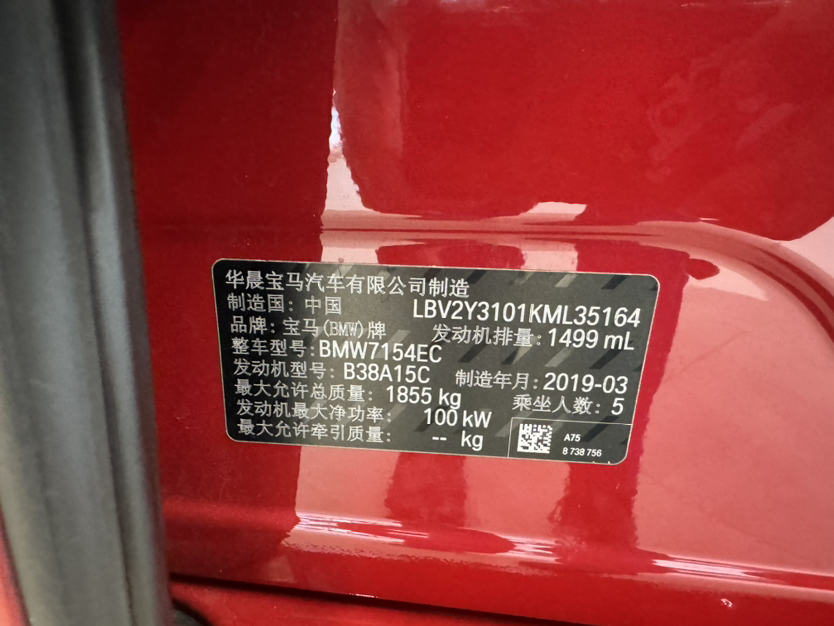 华晨宝马汽车有限公司制造
制造国: 中国 LBV2Y3101KML35164
品牌: 宝马(BMW)牌 发动机排量: 1499 mL
整车型号: BMW7154EC
发动机型号: B38A15C 制造年月: 2019-03
最大允许总质量: 1855 kg 乘坐人数: 5
发动机最大净功率: 100 kW
最大允许牵引质量: -- kg
A75
8 738 756